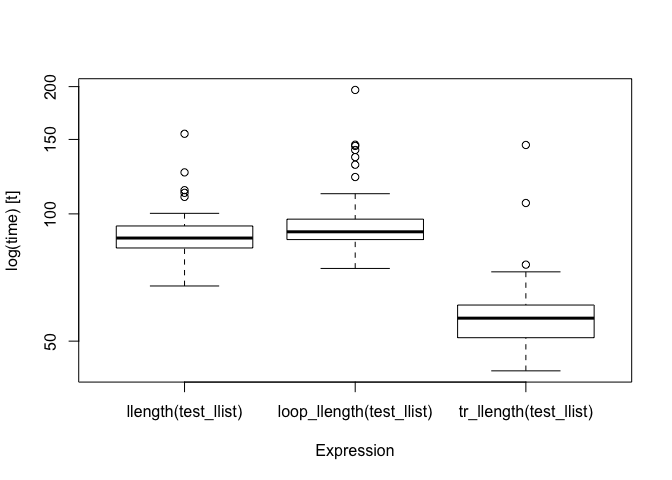 200
150
100
50
log(time) [t]
llength(test_llist) loop_llength(test_llist) tr_llength(test_llist)
Expression